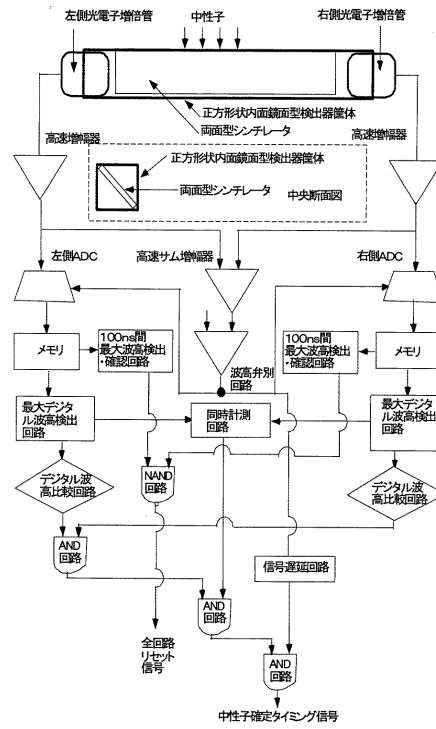 左側光電子増倍管
中性子
右側光電子増倍管
正方形状内面鏡面型検出器筐体
両面型シンチレータ
高速増幅器
高速増幅器
正方形状内面鏡面型検出器筐体
両面型シンチレータ
中央断面図
左側ADC
高速サム増幅器
右側ADC
メモリ
100ns間
最大波高検出
・確認回路
波高弁別
回路
100ns間
最大波高検出
・確認回路
メモリ
最大デジタ
ル波高検出
回路
同時計測
回路
最大デジタ
ル波高検出
回路
デジタル波
高比較回路
NAND
回路
デジタル波
高比較回路
AND
回路
信号遅延回路
AND
回路
全回路
リセット
信号
AND
回路
中性子確定タイミング信号